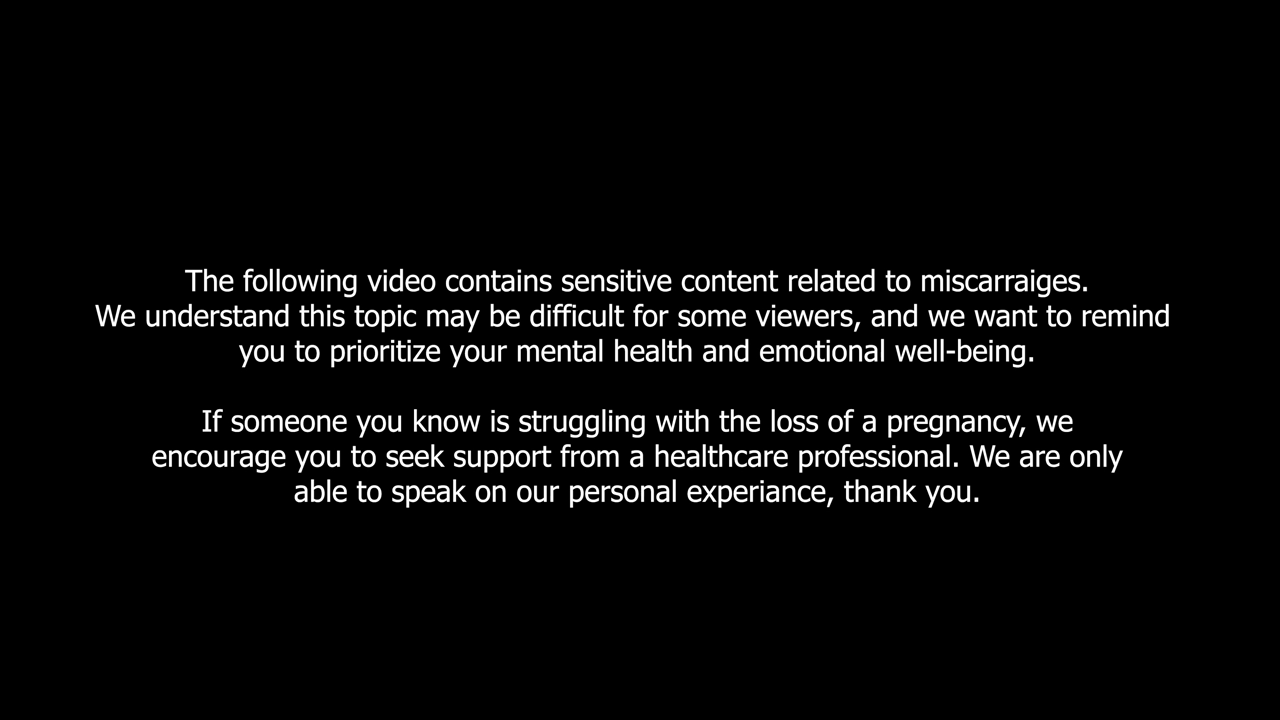 The following video contains sensitive content related to miscarraiges.
We understand this topic may be difficult for some viewers, and we want to remind
you to prioritize your mental health and emotional well-being.
If someone you know is struggling with the loss of a pregnancy, we
encourage you to seek support from a healthcare professional. We are only
able to speak on our personal experiance, thank you.